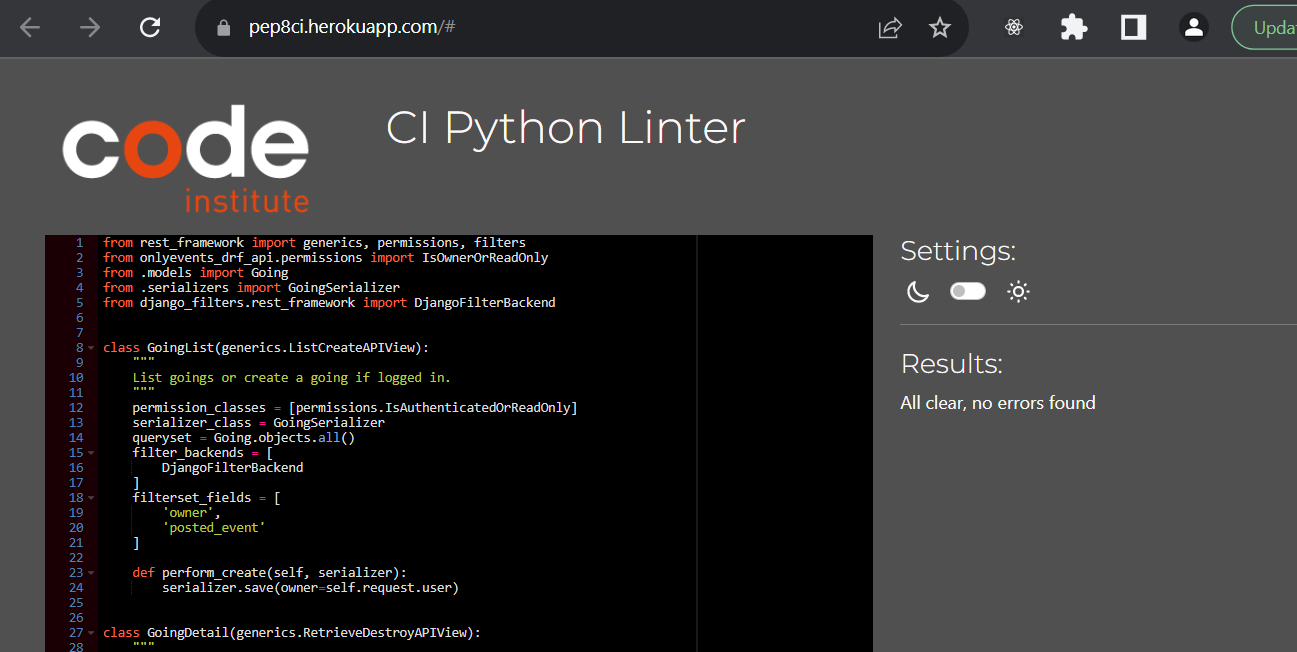 pep8ci.herokuapp.com/#
Upda
code
institute
CI Python Linter
1 from rest_framework import generics, permissions, filters
2 from onlyevents_drf_api.permissions import IsOwnerOrReadOnly
3 from .models import Going
4 from .serializers import GoingSerializer
5 from django_filters.rest_framework import DjangoFilterBackend
6
7
8 class GoingList(generics.ListCreateAPIView):
9 """
10 List goings or create a going if logged in.
11 """
12 permission_classes = [permissions.IsAuthenticatedOrReadOnly]
13 serializer_class = GoingSerializer
14 queryset = Going.objects.all()
15 filter_backends = [
16 DjangoFilterBackend
17 ]
18 filterset_fields = [
19 'owner',
20 'posted_event'
21 ]
22
23 def perform_create(self, serializer):
24 serializer.save(owner=self.request.user)
25
26
27 class GoingDetail(generics.RetrieveDestroyAPIView):
28 """
Settings:
Results:
All clear, no errors found